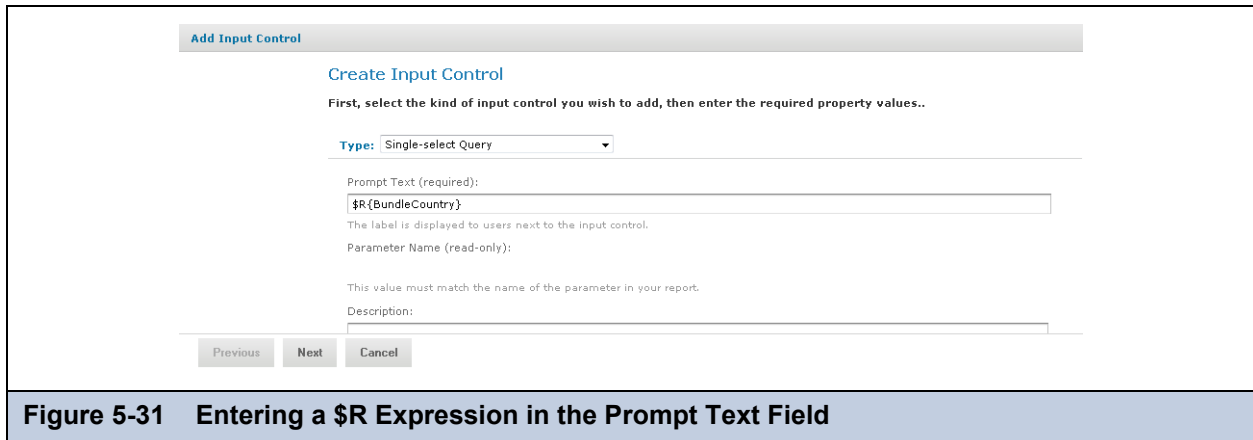 Add Input Control
Create Input Control
First, select the kind of input control you wish to add, then enter the required property values..
Type: Single-select Query
Prompt Text (required):
$R{BundleCountry}
The label is displayed to users next to the input control.
Parameter Name (read-only):
This value must match the name of the parameter in your report.
Description:
Previous Next Cancel
Figure 5-31 Entering a $R Expression in the Prompt Text Field